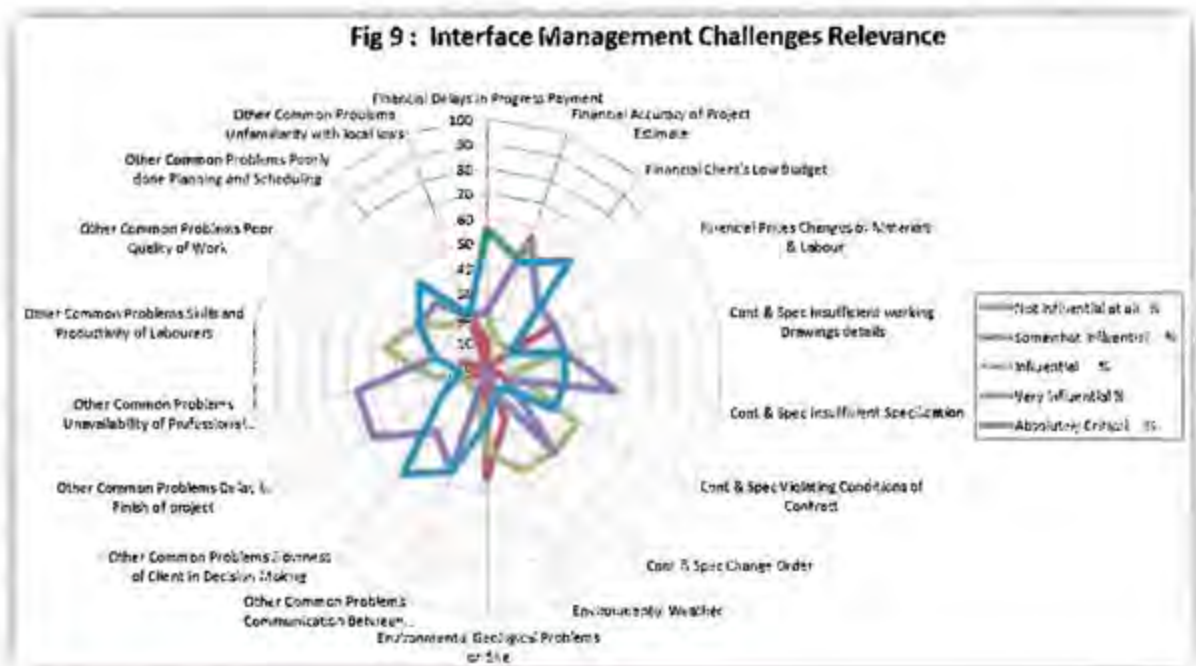 Fig 9 : Interface Management Challenges Relevance
Financial Delays in Progress Payment
Financial Accuracy of Project
Estimate
Financial Client's Low Budget
Financial Prices Changes of Materials
& Labour
Cont & Spec Insufficient working
Drawings details
Cont & Spec Insufficient Specification
Cont & Spec Violating Conditions of
Contract
Cont & Spec Change Order
Environmental Weather
Environmental Geological Problems
on Site
Other Common Problems
Communication Between...
Other Common Problems Slowness
of Client in Decision Making
Other Common Problems Delay
Finish of project
Other Common Problems
Unavailability of Professional...
Other Common Problems Skills and
Productivity of Labourers
Other Common Problems Poor
Quality of Work
Other Common Problems Poorly
done Planning and Scheduling
Other Common Problems
Unfamilarity with local laws
100
90
80
70
60
50
40
30
20
10
Not Influential at all %
Somewhat Influential %
Influential %
Very Influential %
Absolutely Critical %